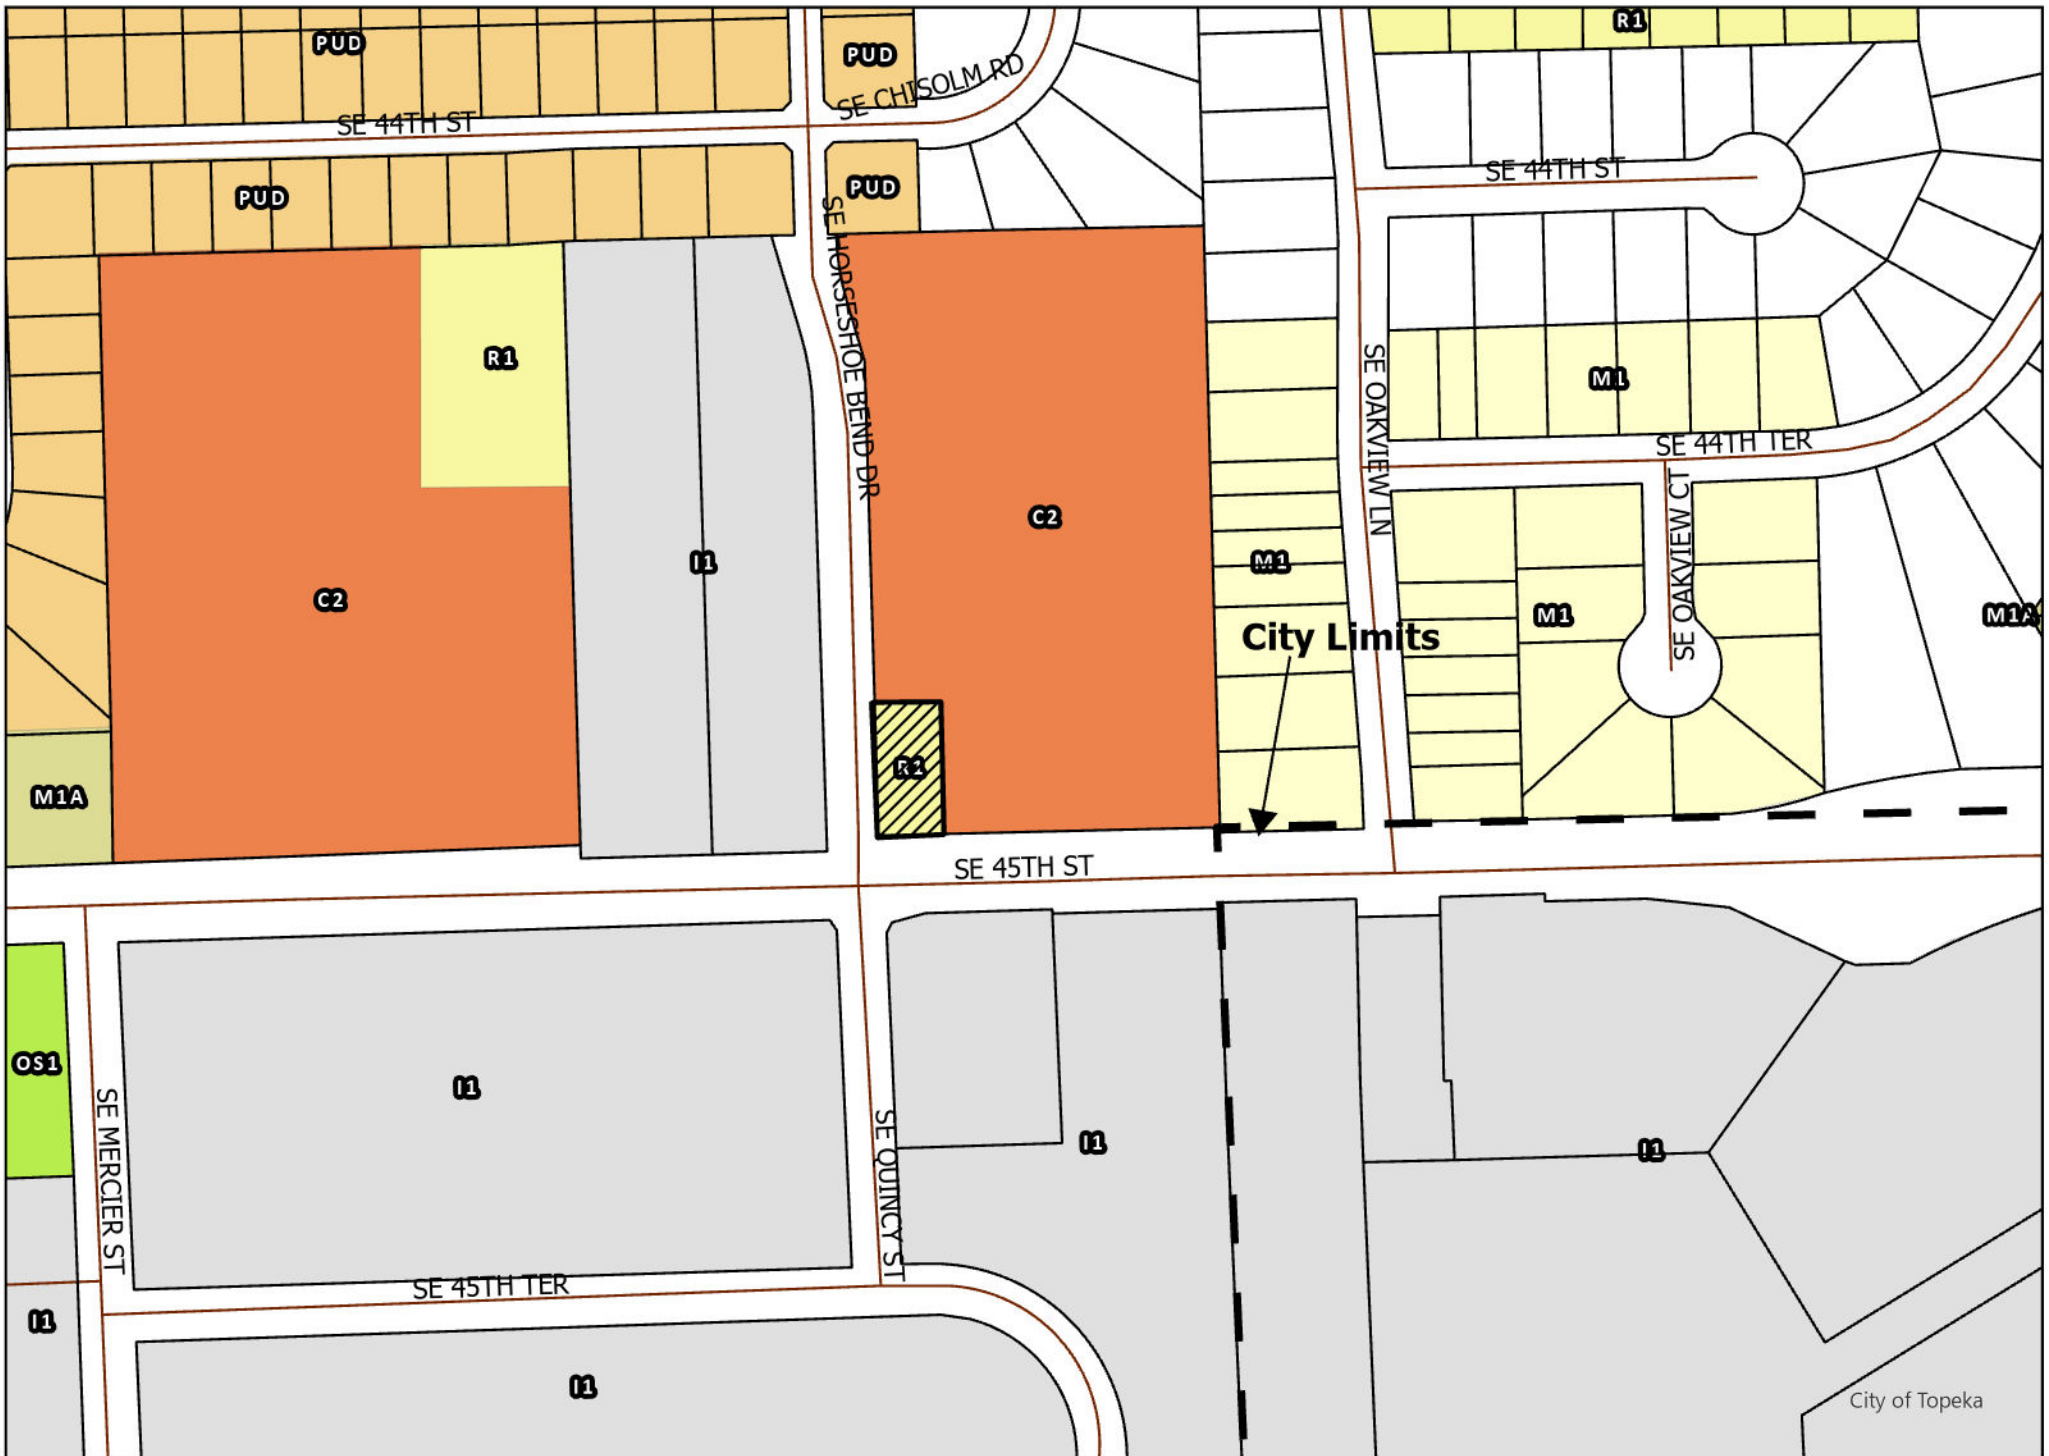 PUD
PUD
R1
SE CHISOLM RD
SE 44TH ST
SE 44TH ST
PUD
PUD
SE HORSESHOE BEND DR
R1
C2
I1
C2
M1
SE OAKVIEW LN
M1
SE 44TH TER
SE OAKVIEW CT
M1
M1A
City Limits
R1
M1A
SE 45TH ST
OS1
I1
I1
I1
SE MERCIER ST
SE QUINCY ST
SE 45TH TER
I1
I1
City of Topeka